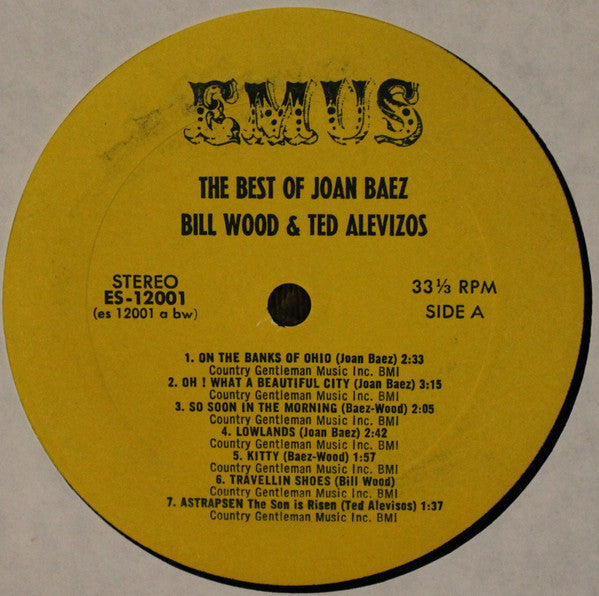 EMUS
THE BEST OF JOAN BAEZ
BILL WOOD & TED ALEVIZOS
STEREO
ES-12001
(es 12001 a bw)
33⅓ RPM
SIDE A
1. ON THE BANKS OF OHIO (Joan Baez) 2:33
Country Gentleman Music Inc. BMI
2. OH ! WHAT A BEAUTIFUL CITY (Joan Baez) 3:15
Country Gentleman Music Inc. BMI
3. SO SOON IN THE MORNING (Baez-Wood) 2:05
Country Gentleman Music Inc. BMI
4. LOWLANDS (Joan Baez) 2:42
Country Gentleman Music Inc. BMI
5. KITTY (Baez-Wood) 1:57
Country Gentleman Music Inc. BMI
6. TRAVELLIN SHOES (Bill Wood)
Country Gentleman Music Inc. BMI
7. ASTRAPSEN The Son is Risen (Ted Alevisos) 1:37
Country Gentleman Music Inc. BMI